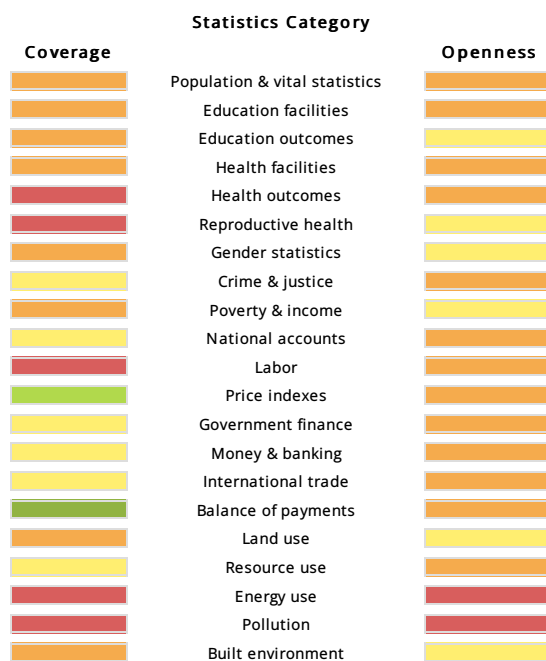 Statistics Category
Coverage
Openness
Population & vital statistics
Education facilities
Education outcomes
Health facilities
Health outcomes
Reproductive health
Gender statistics
Crime & justice
Poverty & income
National accounts
Labor
Price indexes
Government finance
Money & banking
International trade
Balance of payments
Land use
Resource use
Energy use
Pollution
Built environment